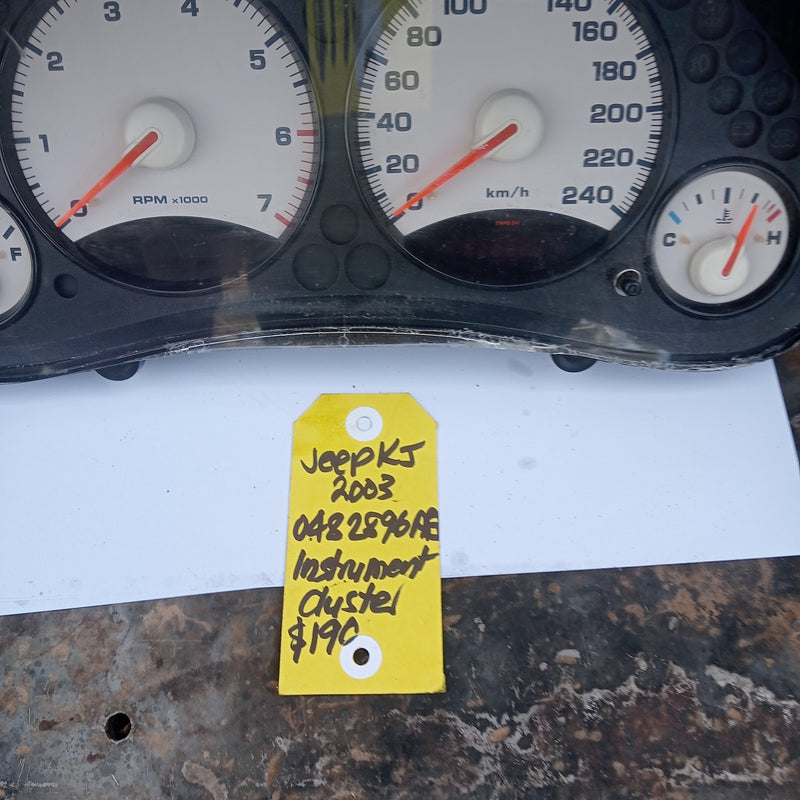 3 4
2 5
1 6
0 7
RPM x1000
100 140
80 160
60 180
40 200
20 220
0 240
km/h
F
C H
Jeep KJ
2003
0482896AE
Instrument
Cluster
$190